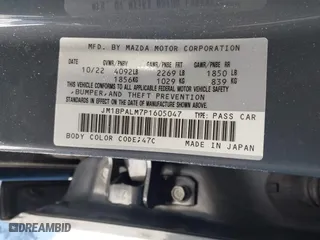 MFD. BY MAZDA MOTOR CORPORATION
GVWR/PNBV GAWR/PNBE FR GAWR/PNBE RR
10/22 4092LB 2269LB 1850LB
1856KG 1029KG 839KG
THIS VEHICLE CONFORMS TO ALL APPLICABLE FEDERAL MOTOR VEHICLE SAFETY
,BUMPER,AND THEFT PREVENTION
STANDARDS IN EFFECT ON THE DATE OF MANUFACTURE SHOWN ABOVE.
JM1BPALM7P1605047 TYPE:PASS CAR
BODY COLOR CODE:47C MADE IN JAPAN
AUTOBIDMASTER